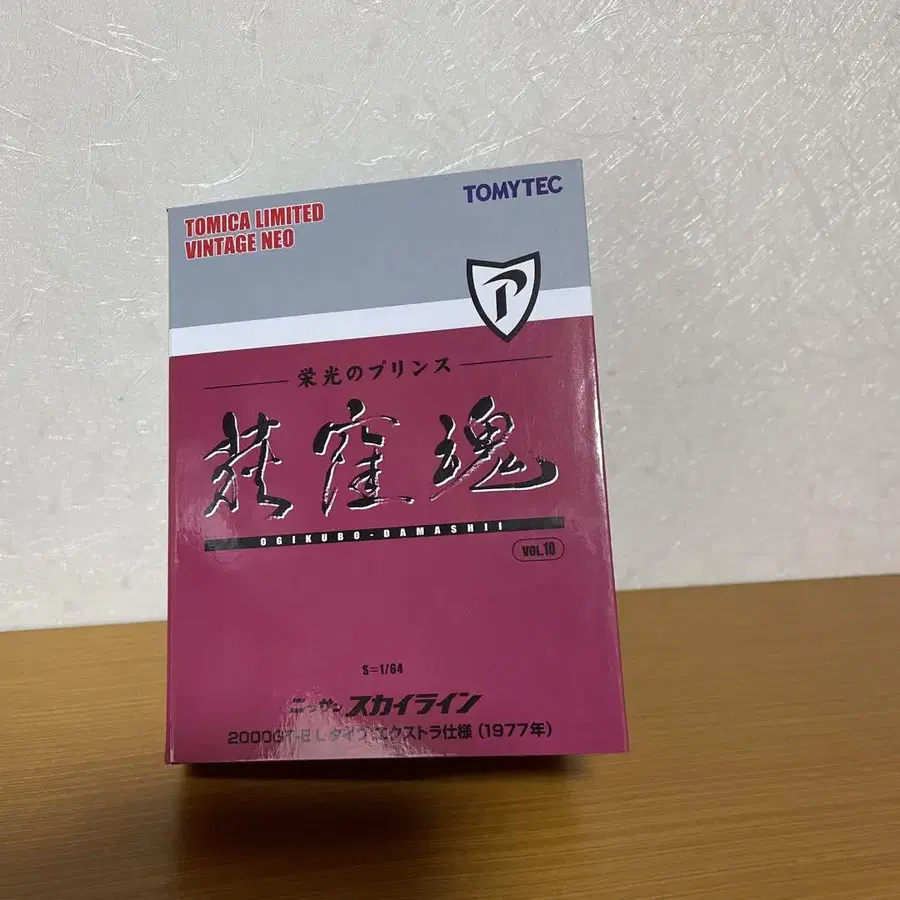 TOMICA LIMITED
VINTAGE NEO
TOMYTEC
P
栄光のプリンス
荻窪魂
OGIKUBO-DAMASHII
VOL.10
S=1/64
ニッサン スカイライン
2000GT-E Lタイプ エクストラ仕様 (1977年)